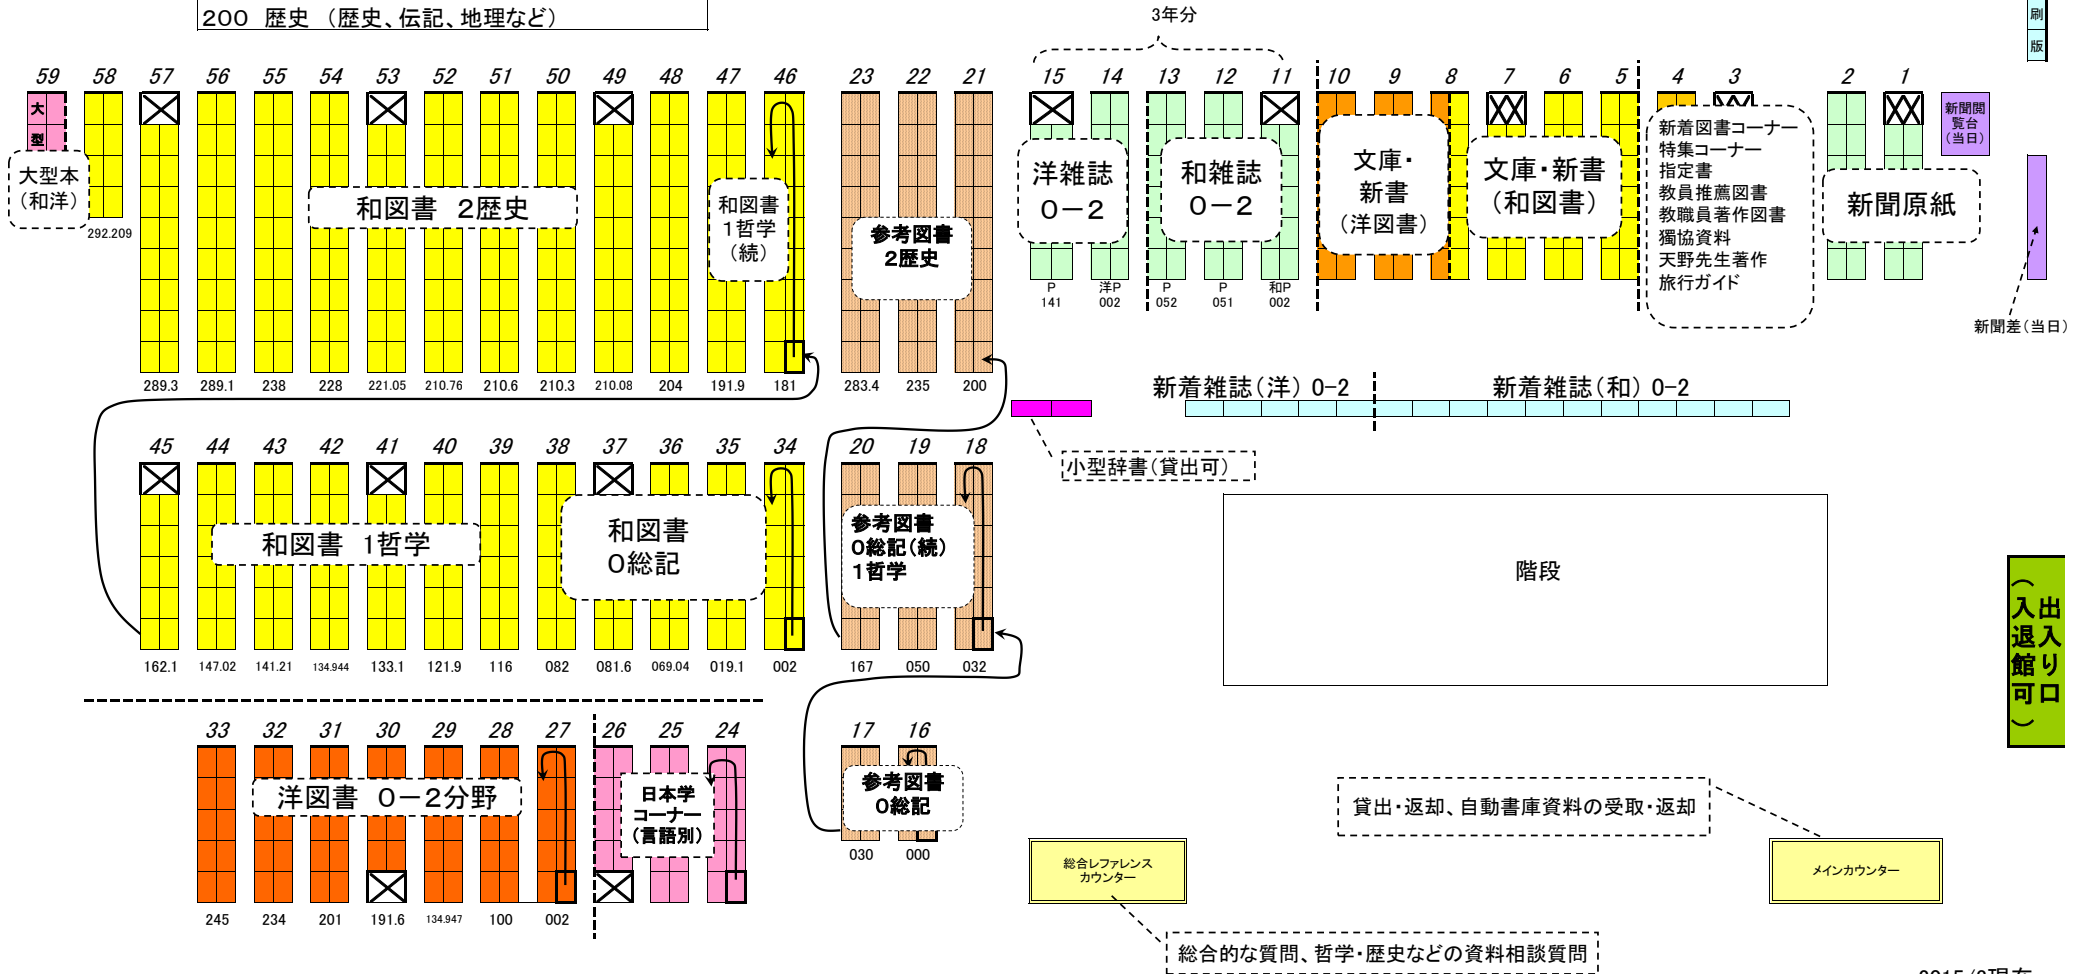 200 歴史 （歴史、伝記、地理など）
3年分
刷
版
59 58 57 56 55 54 53 52 51 50 49 48 47 46 23 22 21 15 14 13 12 11 10 9 8 7 6 5 4 3 2 1
大
型
大型本
（和洋）
292.209
和図書 2歴史
和図書
1哲学
（続）
参考図書
2歴史
洋雑誌
0－2
和雑誌
0－2
文庫・
新書
（洋図書）
文庫・新書
（和図書）
新着図書コーナー
特集コーナー
指定書
教員推薦図書
教職員著作図書
獨協資料
天野先生著作
旅行ガイド
新聞原紙
新聞閲
覧台
（当日）
新聞差（当日）
P
141
洋P
002
P
052
P
051
和P
002
289.3 289.1 238 228 221.05 210.76 210.6 210.3 210.08 204 191.9 181 283.4 235 200
新着雑誌（洋） 0-2
新着雑誌（和） 0-2
小型辞書（貸出可）
45 44 43 42 41 40 39 38 37 36 35 34 20 19 18
和図書 1哲学
和図書
0総記
参考図書
0総記（続）
1哲学
階段
出入り口
（入退館可）
162.1 147.02 141.21 134.944 133.1 121.9 116 082 081.6 069.04 019.1 002 167 050 032
33 32 31 30 29 28 27 26 25 24 17 16
洋図書 0－2分野
日本学
コーナー
（言語別）
参考図書
0総記
030 000
245 234 201 191.6 134.947 100 002
貸出・返却、自動書庫資料の受取・返却
総合レファレンス
カウンター
メインカウンター
総合的な質問、哲学・歴史などの資料相談質問